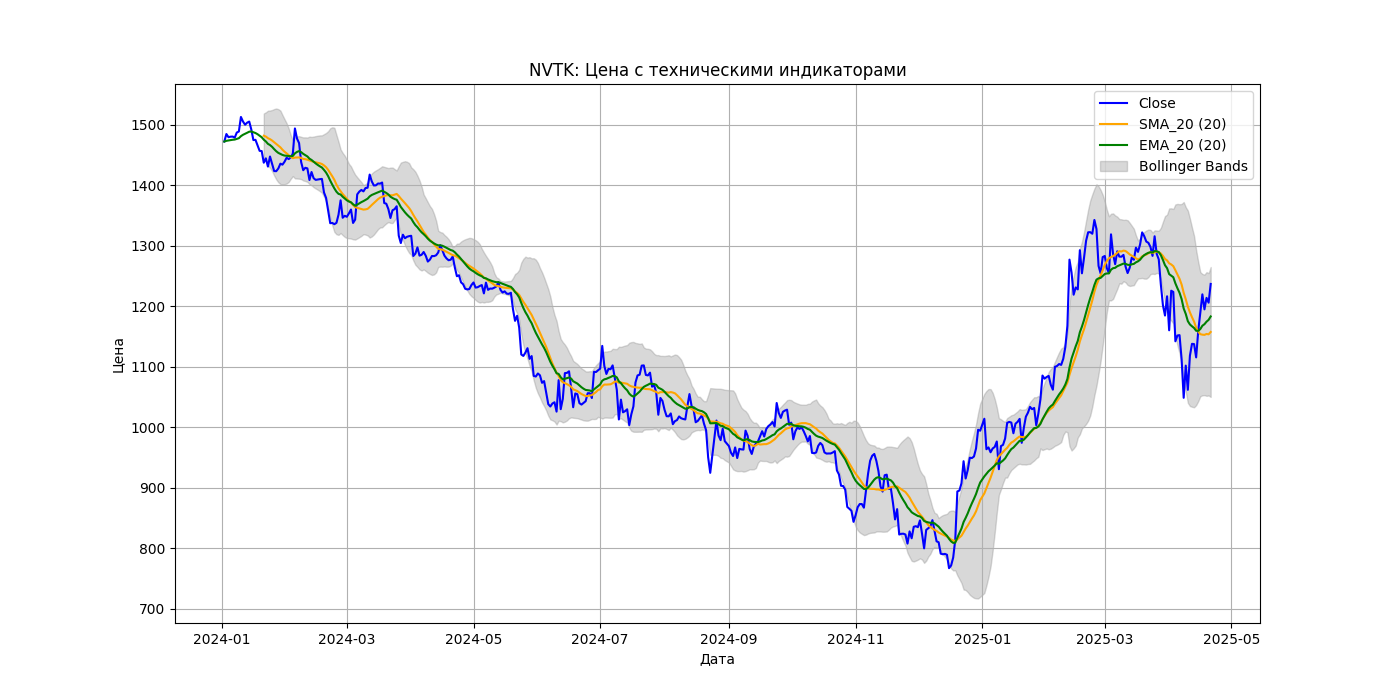 NVTK: Цена с техническими индикаторами
Close
SMA_20 (20)
EMA_20 (20)
Bollinger Bands
Цена
1500
1400
1300
1200
1100
1000
900
800
700
2024-01
2024-03
2024-05
2024-07
2024-09
2024-11
2025-01
2025-03
2025-05
Дата